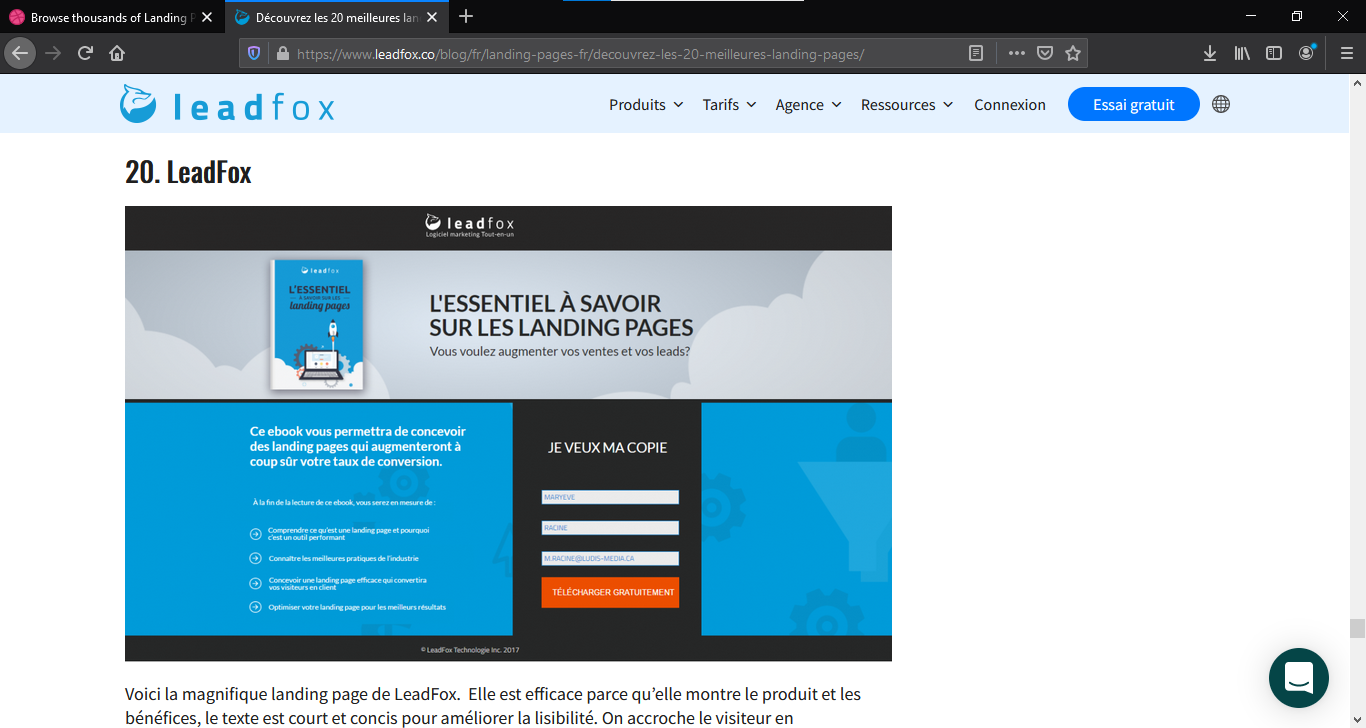 Browse thousands of Landing P
Découvrez les 20 meilleures lan
https://www.leadfox.co/blog/fr/landing-pages-fr/decouvrez-les-20-meilleures-landing-pages/
leadfox
Produits
Tarifs
Agence
Ressources
Connexion
Essai gratuit
20. LeadFox
leadfox
Logiciel marketing Tout-en-un
leadfox
L'ESSENTIEL
À SAVOIR SUR LES
landing pages
L'ESSENTIEL À SAVOIR
SUR LES LANDING PAGES
Vous voulez augmenter vos ventes et vos leads?
Ce ebook vous permettra de concevoir
des landing pages qui augmenteront à
coup sûr votre taux de conversion.
À la fin de la lecture de ce ebook, vous serez en mesure de :
Comprendre ce qu'est une landing page et pourquoi
c'est un outil performant
Connaître les meilleures pratiques de l'industrie
Concevoir une landing page efficace qui convertira
vos visiteurs en client
Optimiser votre landing page pour les meilleurs résultats
JE VEUX MA COPIE
MARYEVE
RACINE
M.RACINE@LUDIS-MEDIA.CA
TÉLÉCHARGER GRATUITEMENT
© LeadFox Technologie Inc. 2017
Voici la magnifique landing page de LeadFox. Elle est efficace parce qu’elle montre le produit et les
bénéfices, le texte est court et concis pour améliorer la lisibilité. On accroche le visiteur en